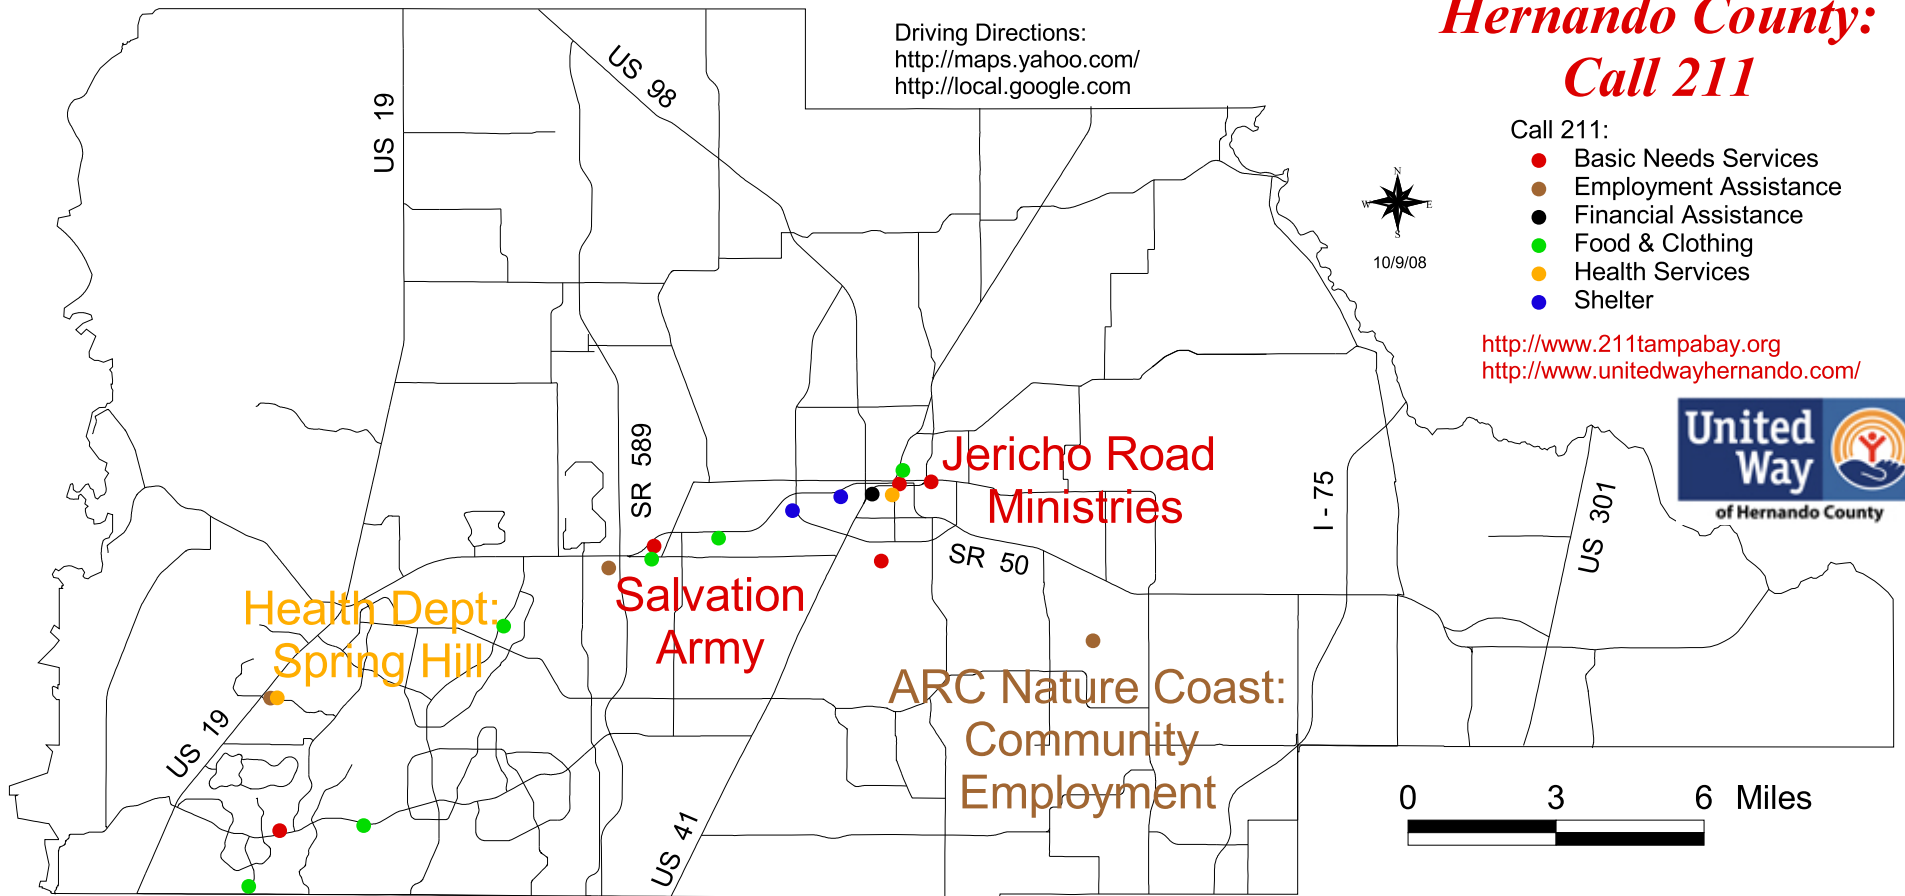 Hernando County:
Call 211
Driving Directions:
http://maps.yahoo.com/
http://local.google.com
Call 211:
Basic Needs Services
Employment Assistance
Financial Assistance
Food & Clothing
Health Services
Shelter
N
W
E
S
10/9/08
http://www.211tampabay.org
http://www.unitedwayhernando.com/
United
Way
of Hernando County
US 19
US 98
SR 589
Jericho Road
Ministries
I - 75
US 301
SR 50
Salvation
Army
Health Dept:
Spring Hill
ARC Nature Coast:
Community
Employment
US 19
US 41
0 3 6 Miles